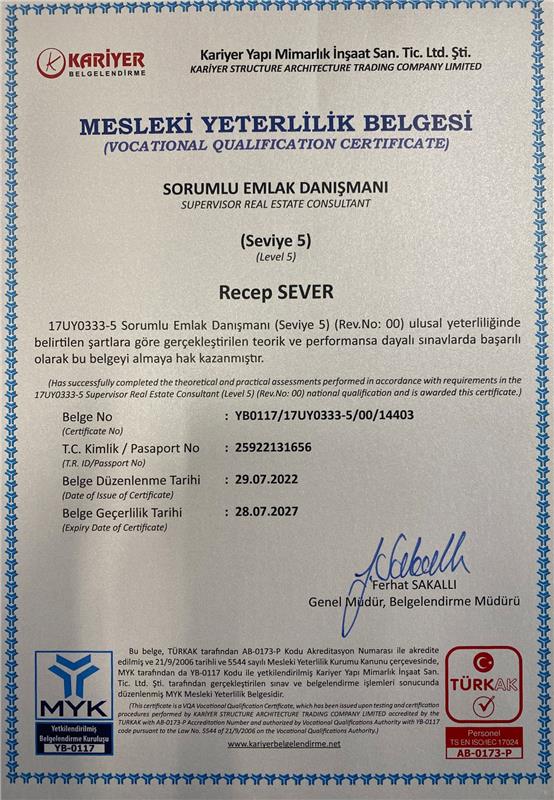 KARİYER
BELGELENDİRME
Kariyer Yapı Mimarlık İnşaat San. Tic. Ltd. Şti.
KARİYER STRUCTURE ARCHITECTURE TRADING COMPANY LIMITED
MESLEKİ YETERLİLİK BELGESİ
(VOCATIONAL QUALIFICATION CERTIFICATE)
SORUMLU EMLAK DANIŞMANI
SUPERVISOR REAL ESTATE CONSULTANT
(Seviye 5)
(Level 5)
Recep SEVER
17UY0333-5 Sorumlu Emlak Danışmanı (Seviye 5) (Rev.No: 00) ulusal yeterliliğinde
belirtilen şartlara göre gerçekleştirilen teorik ve performansa dayalı sınavlarda başarılı
olarak bu belgeyi almaya hak kazanmıştır.
(Has successfully completed the theoretical and practical assessments performed in accordance with requirements in the
17UY0333-5 Supervisor Real Estate Consultant (Level 5) (Rev.No: 00) national qualification and is awarded this certificate.)
Belge No : YB0117/17UY0333-5/00/14403
(Certificate No)
T.C. Kimlik / Pasaport No : 25922131656
(T.R. ID/Passport No)
Belge Düzenlenme Tarihi : 29.07.2022
(Date of Issue of Certificate)
Belge Geçerlilik Tarihi : 28.07.2027
(Expiry Date of Certificate)
Ferhat SAKALLI
Genel Müdür, Belgelendirme Müdürü
Bu belge, TÜRKAK tarafından AB-0173-P Kodu Akreditasyon Numarası ile akredite
edilmiş ve 21/9/2006 tarihli ve 5544 sayılı Mesleki Yeterlilik Kurumu Kanunu çerçevesinde,
MYK tarafından da YB-0117 Kodu ile yetkilendirilmiş Kariyer Yapı Mimarlık İnşaat San.
Tic. Ltd. Şti. tarafından gerçekleştirilen sınav ve belgelendirme işlemleri sonucunda
düzenlenmiş MYK Mesleki Yeterlilik Belgesidir.
(This certificate is a VQA Vocational Qualification Certificate, which has been issued upon testing and certification
procedures performed by KARİYER STRUCTURE ARCHITECTURE TRADING COMPANY LIMITED accredited by the
TURKAK with AB-0173-P Accreditation Number and authorized by Vocational Qualifications Authority with YB-0117
code pursuant to the Law No. 5544 of 21/9/2006 on the Vocational Qualifications Authority.)
www.kariyerbelgelendirme.net
MYK
Yetkilendirilmiş
Belgelendirme Kuruluşu
YB-0117
TÜRKAK
Personel
TS EN ISO/IEC 17024
AB-0173-P